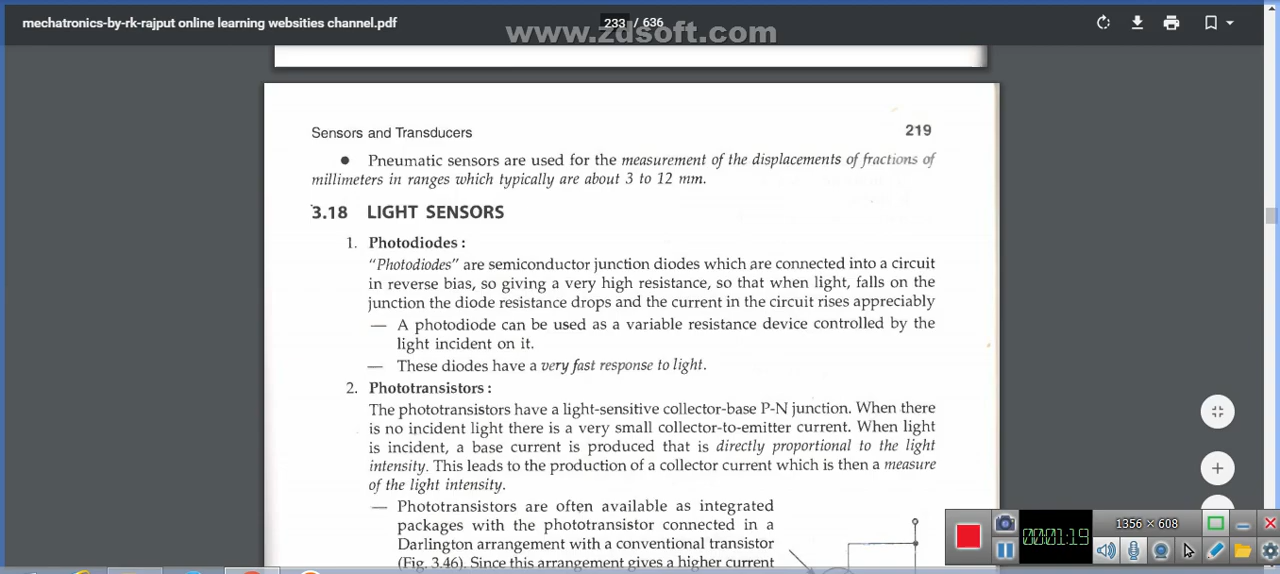 mechatronics-by-rk-rajput online learning websities channel.pdf
233 / 636
www.zdsoft.com
Sensors and Transducers
219
● Pneumatic sensors are used for the measurement of the displacements of fractions of
millimeters in ranges which typically are about 3 to 12 mm.
3.18 LIGHT SENSORS
1. Photodiodes :
“Photodiodes” are semiconductor junction diodes which are connected into a circuit
in reverse bias, so giving a very high resistance, so that when light, falls on the
junction the diode resistance drops and the current in the circuit rises appreciably
— A photodiode can be used as a variable resistance device controlled by the
light incident on it.
— These diodes have a very fast response to light.
2. Phototransistors :
The phototransistors have a light-sensitive collector-base P-N junction. When there
is no incident light there is a very small collector-to-emitter current. When light
is incident, a base current is produced that is directly proportional to the light
intensity. This leads to the production of a collector current which is then a measure
of the light intensity.
— Phototransistors are often available as integrated
packages with the phototransistor connected in a
Darlington arrangement with a conventional transistor
(Fig. 3.46). Since this arrangement gives a higher current
1356 × 608
00:01:19